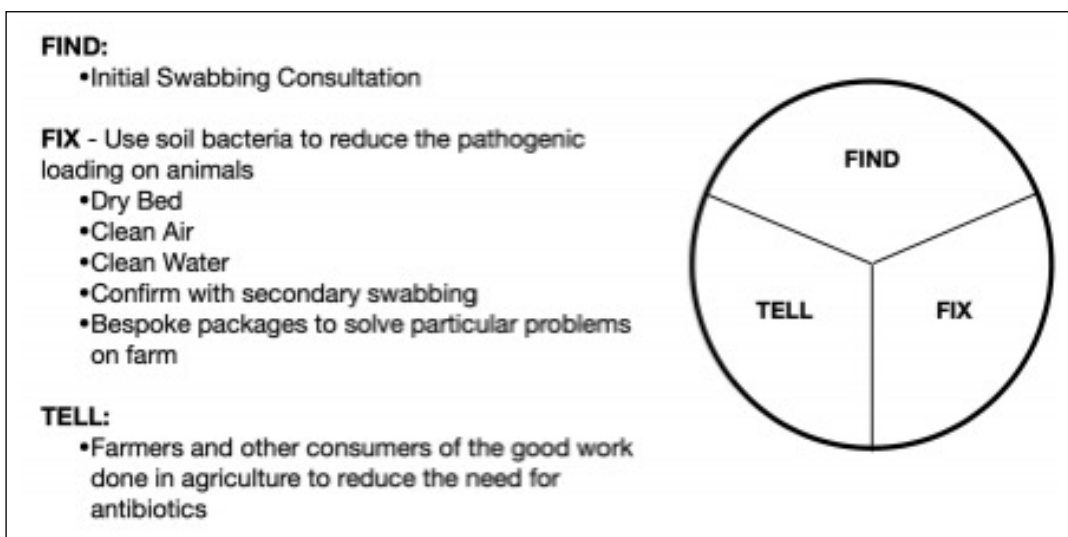 FIND:
•Initial Swabbing Consultation
FIX - Use soil bacteria to reduce the pathogenic
loading on animals
•Dry Bed
•Clean Air
•Clean Water
•Confirm with secondary swabbing
•Bespoke packages to solve particular problems
on farm
TELL:
•Farmers and other consumers of the good work
done in agriculture to reduce the need for
antibiotics
FIND
TELL
FIX